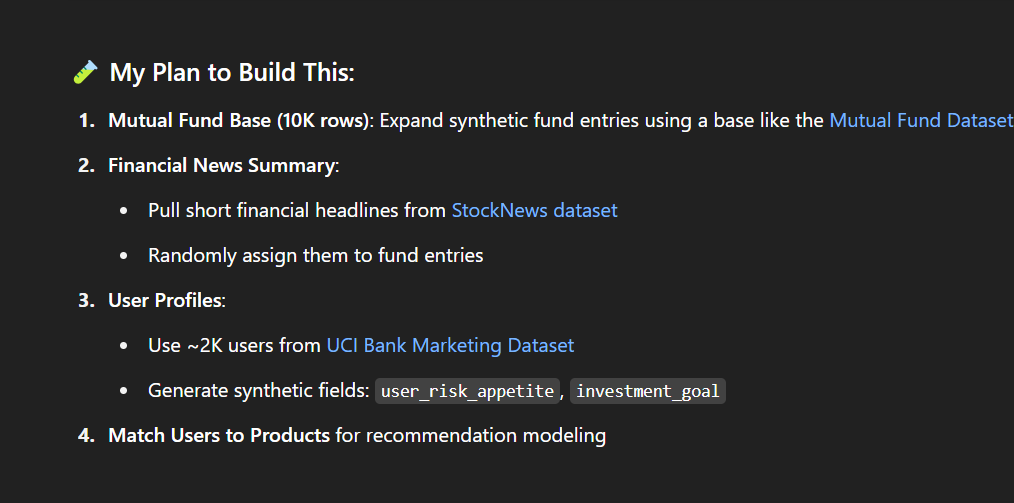 My Plan to Build This:
1. Mutual Fund Base (10K rows): Expand synthetic fund entries using a base like the Mutual Fund Dataset
2. Financial News Summary:
• Pull short financial headlines from StockNews dataset
• Randomly assign them to fund entries
3. User Profiles:
• Use ~2K users from UCI Bank Marketing Dataset
• Generate synthetic fields: user_risk_appetite, investment_goal
4. Match Users to Products for recommendation modeling